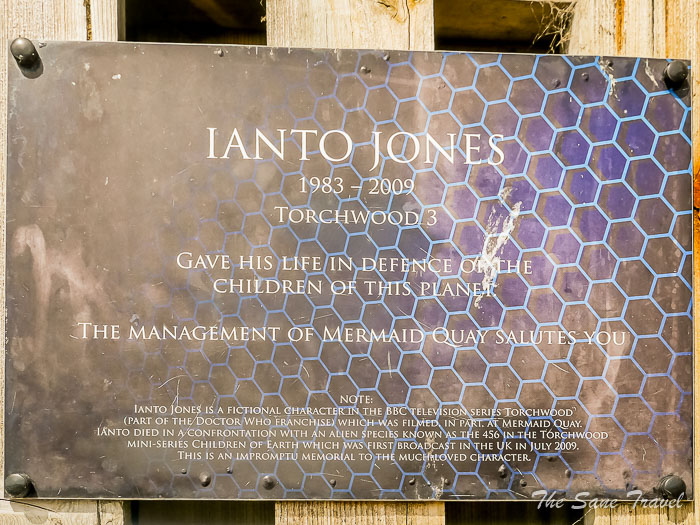 IANTO JONES
1983 – 2009
TORCHWOOD 3
GAVE HIS LIFE IN DEFENCE OF THE
CHILDREN OF THIS PLANET.
THE MANAGEMENT OF MERMAID QUAY SALUTES YOU
NOTE:
IANTO JONES IS A FICTIONAL CHARACTER IN THE BBC TELEVISION SERIES TORCHWOOD
(PART OF THE DOCTOR WHO FRANCHISE) WHICH WAS FILMED, IN PART, AT MERMAID QUAY.
IANTO DIED IN A CONFRONTATION WITH AN ALIEN SPECIES KNOWN AS THE 456 IN THE TORCHWOOD
MINI-SERIES CHILDREN OF EARTH WHICH WAS FIRST BROADCAST IN THE UK IN JULY 2009.
THIS IS AN IMPROMPTU MEMORIAL TO THE MUCH-LOVED CHARACTER.
The Sane Travel